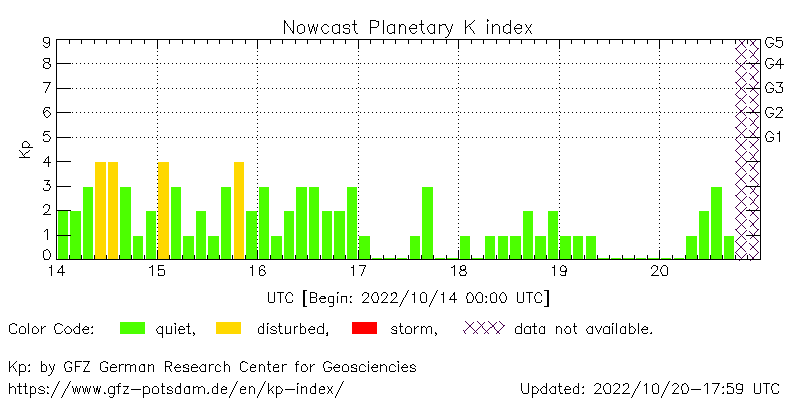 Nowcast Planetary K index
9 G5
8 G4
7 G3
6 G2
5 G1
4
Kp
3
2
1
0
14 15 16 17 18 19 20
UTC [Begin: 2022/10/14 00:00 UTC]
Color Code: quiet, disturbed, storm, data not available.
Kp: by GFZ German Research Center for Geosciencies
https://www.gfz-potsdam.de/en/kp-index/ Updated: 2022/10/20-17:59 UTC